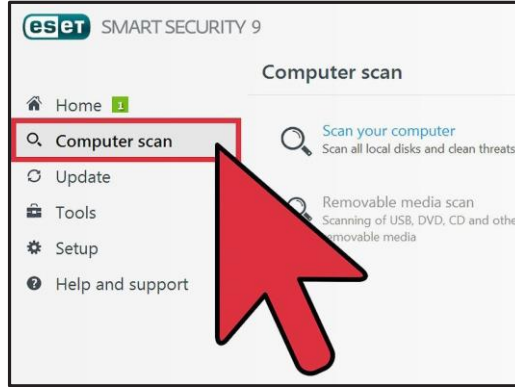 eset SMART SECURITY 9
Computer scan
Home 1
Computer scan
Update
Tools
Setup
Help and support
Scan your computer
Scan all local disks and clean threats
Removable media scan
Scanning of USB, DVD, CD and othe
emovable media